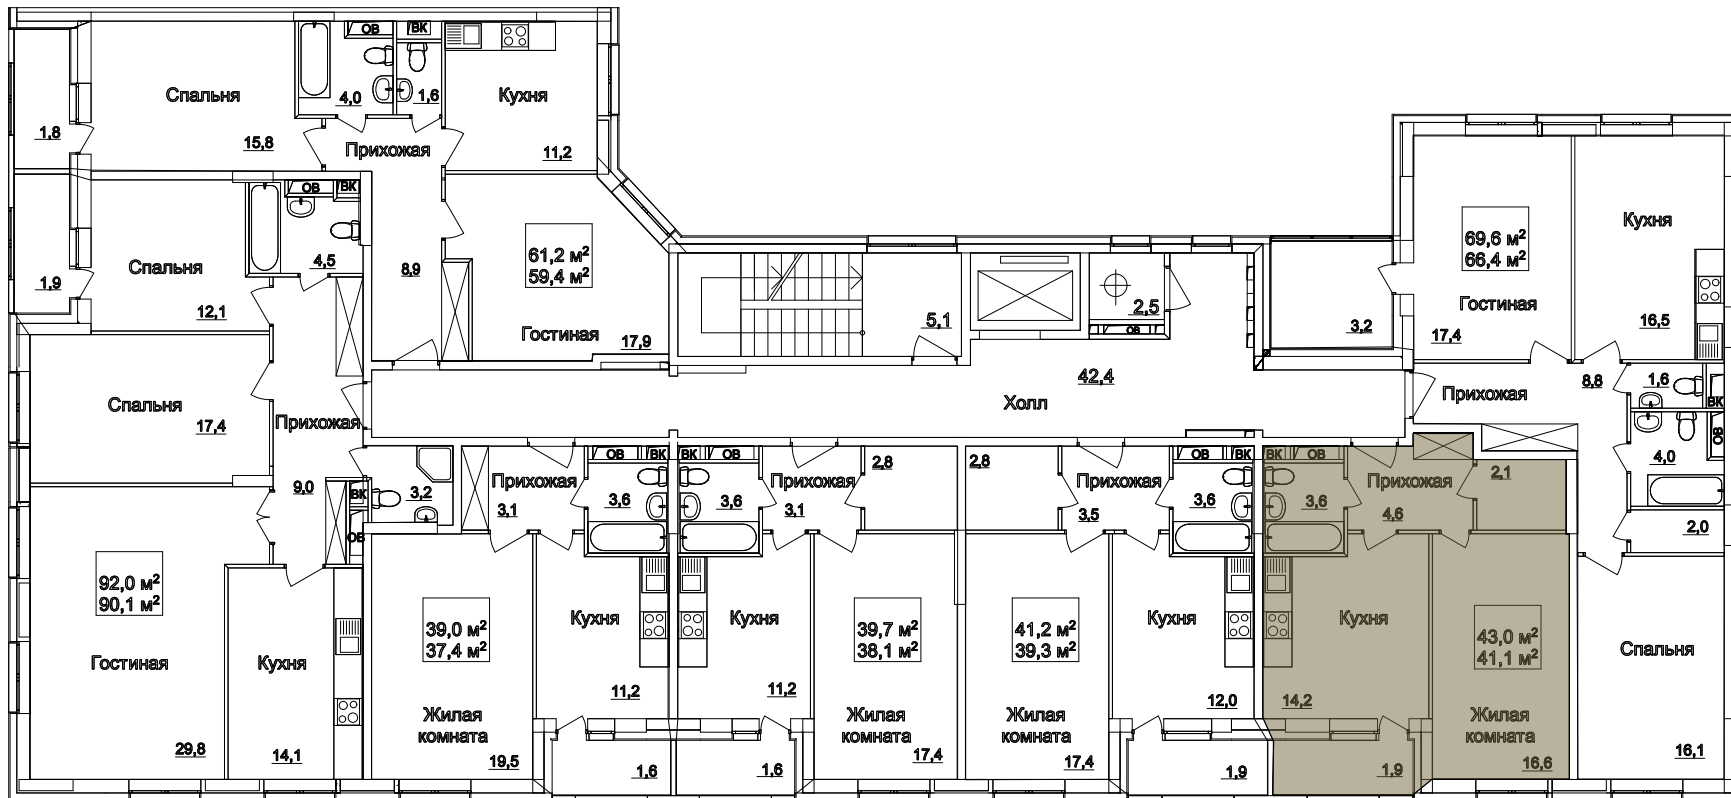 ОВ
ВК
Кухня
Спальня
4,0
1,6
1,8
15,8
Прихожая
11,2
ОВ
ВК
61,2 м²
59,4 м²
Спальня
4,5
8,9
1,9
12,1
Гостиная
17,9
5,1
2,5
ОВ
3,2
69,6 м²
66,4 м²
Гостиная
17,4
Кухня
16,5
Спальня
17,4
Прихожая
42,4
Холл
Прихожая
8,8
1,6
ВК
ОВ
4,0
2,0
9,0
ВК
3,2
ОВ
Прихожая
3,1
ОВ
ВК
3,6
ВК
ОВ
3,6
Прихожая
3,1
2,8
2,8
Прихожая
3,5
ОВ
ВК
3,6
ВК
ОВ
3,6
Прихожая
4,6
2,1
92,0 м²
90,1 м²
Гостиная
29,8
Кухня
14,1
39,0 м²
37,4 м²
Жилая
комната
19,5
Кухня
11,2
1,6
Кухня
11,2
1,6
39,7 м²
38,1 м²
Жилая
комната
17,4
41,2 м²
39,3 м²
Жилая
комната
17,4
Кухня
12,0
1,9
Кухня
14,2
1,9
43,0 м²
41,1 м²
Жилая
комната
16,6
Спальня
16,1